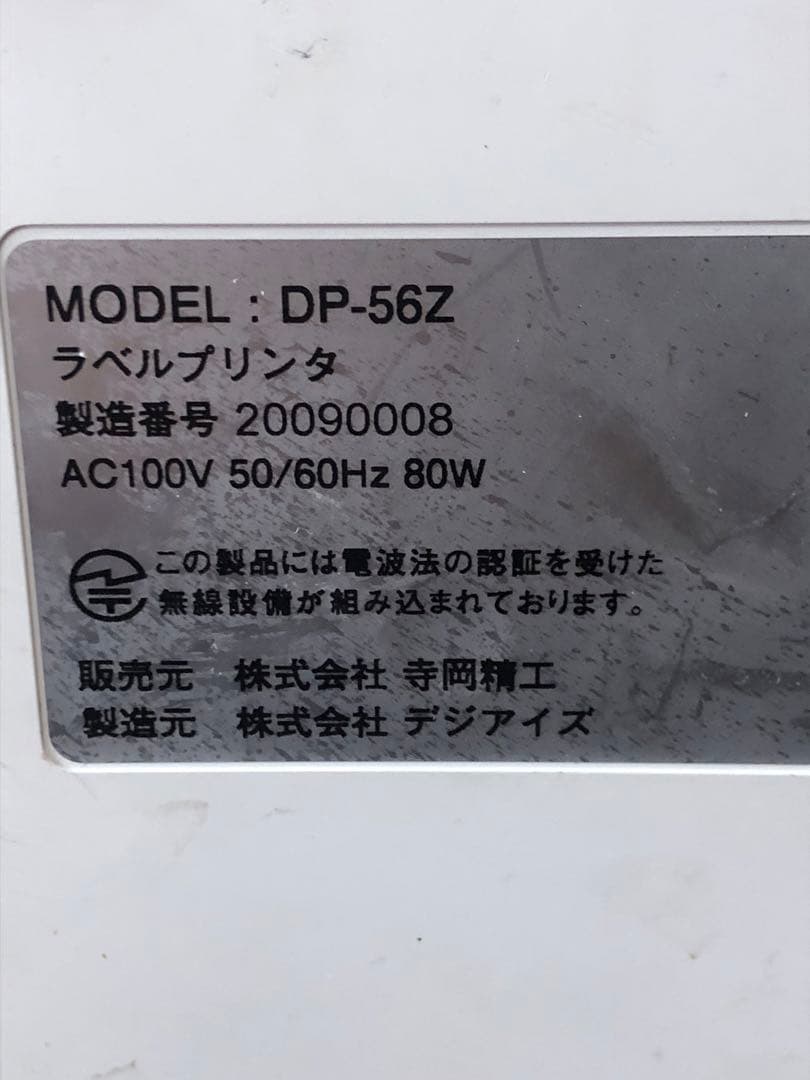 MODEL : DP-56Z
ラベルプリンタ
製造番号 20090008
AC100V 50/60Hz 80W
この製品には電波法の認証を受けた
無線設備が組み込まれております。
販売元 株式会社 寺岡精工
製造元 株式会社 デジアイズ